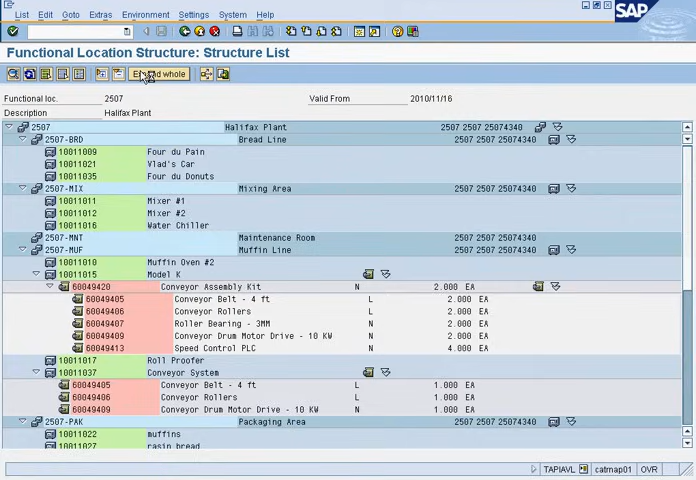 List Edit Goto Extras Environment Settings System Help
SAP
Functional Location Structure: Structure List
whole
Functional loc. 2507 Valid From 2010/11/16
Description Halifax Plant
2507 Halifax Plant 2507 2507 25074340
2507-BRD Bread Line 2507 2507 25074340
10011009 Four du Pain
10011021 Vlad's Car
10011035 Four du Donuts
2507-MIX Mixing Area 2507 2507 25074340
10011011 Mixer #1
10011012 Mixer #2
10011016 Water Chiller
2507-MNT Maintenance Room 2507 2507 25074340
2507-MUF Muffin Line 2507 2507 25074340
10011010 Muffin Oven #2
10011015 Model K
60049420 Conveyor Assembly Kit N 2.000 EA
60049405 Conveyor Belt - 4 ft L 2.000 EA
60049406 Conveyor Rollers L 2.000 EA
60049407 Roller Bearing - 3MM N 2.000 EA
60049409 Conveyor Drum Motor Drive - 10 KW N 2.000 EA
60049413 Speed Control PLC N 4.000 EA
10011017 Roll Proofer
10011037 Conveyor System
60049405 Conveyor Belt - 4 ft L 1.000 EA
60049406 Conveyor Rollers L 1.000 EA
60049409 Conveyor Drum Motor Drive - 10 KW N 1.000 EA
2507-PAK Packaging Area 2507 2507 25074340
10011022 muffins
10011027 rasin bread
TAPIAVL catmap01 OVR